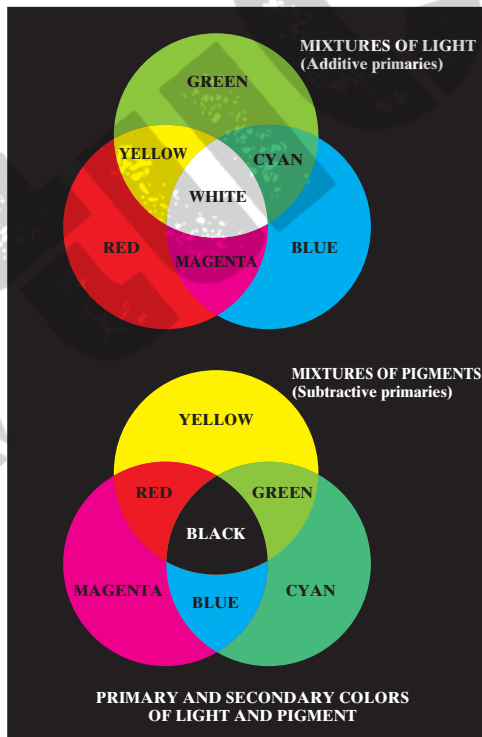 MIXTURES OF LIGHT
(Additive primaries)
GREEN
YELLOW
CYAN
WHITE
RED
BLUE
MAGENTA
MIXTURES OF PIGMENTS
(Subtractive primaries)
YELLOW
RED
GREEN
BLACK
MAGENTA
CYAN
BLUE
PRIMARY AND SECONDARY COLORS
OF LIGHT AND PIGMENT